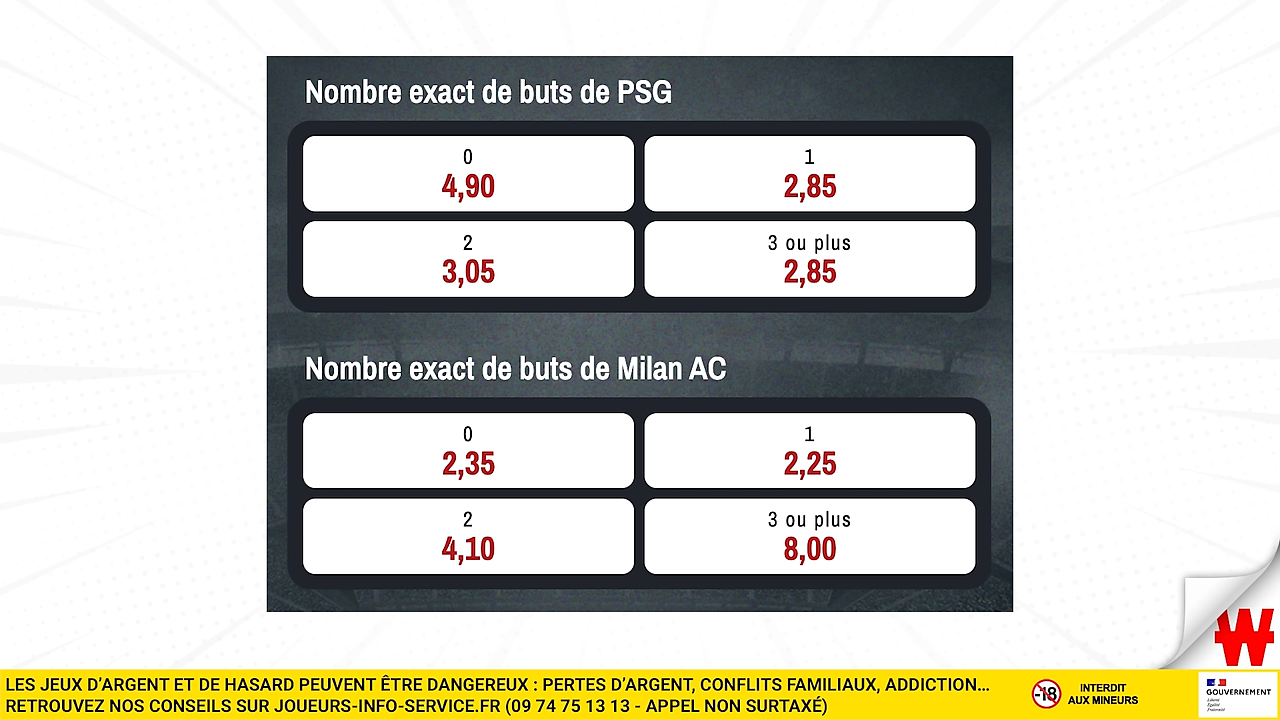 Nombre exact de buts de PSG
0
4,90
1
2,85
2
3,05
3 ou plus
2,85
Nombre exact de buts de Milan AC
0
2,35
1
2,25
2
4,10
3 ou plus
8,00
W
LES JEUX D'ARGENT ET DE HASARD PEUVENT ÊTRE DANGEREUX : PERTES D'ARGENT, CONFLITS FAMILIAUX, ADDICTION...
RETROUVEZ NOS CONSEILS SUR JOUEURS-INFO-SERVICE.FR (09 74 75 13 13 - APPEL NON SURTAXÉ)
-18
INTERDIT
AUX MINEURS
GOUVERNEMENT
Liberté
Égalité
Fraternité